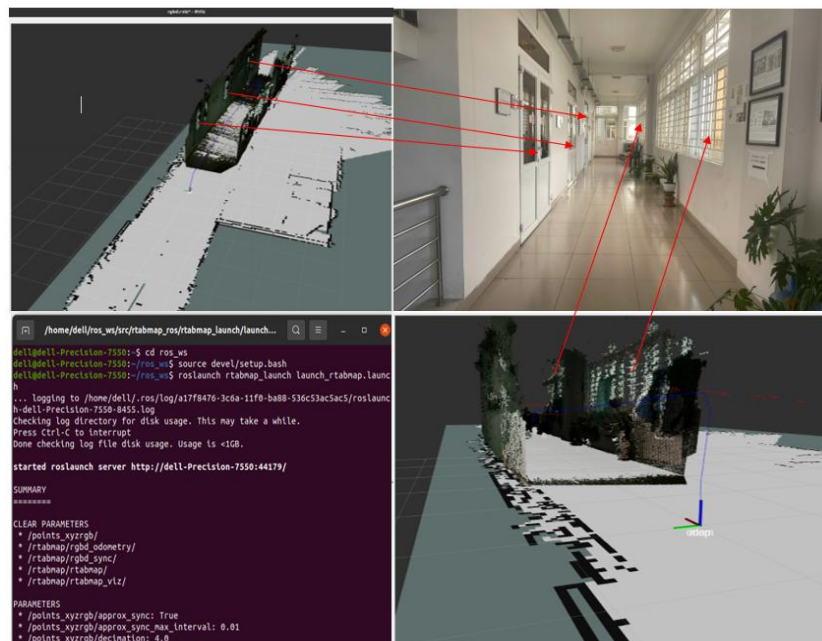 /home/dell/ros_ws/src/rtabmap_ros/rtabmap_launch/launch...
dell@dell-Precision-7550:~$ cd ros_ws
dell@dell-Precision-7550:~/ros_ws$ source devel/setup.bash
dell@dell-Precision-7550:~/ros_ws$ roslaunch rtabmap_launch launch_rtabmap.launc
h
... logging to /home/dell/.ros/log/a17f8476-3c6a-11f0-ba88-536c53ac5ac5/roslaunc
h-dell-Precision-7550-8455.log
Checking log directory for disk usage. This may take a while.
Press Ctrl-C to interrupt
Done checking log file disk usage. Usage is <1GB.
started roslaunch server http://dell-Precision-7550:44179/
SUMMARY
========
CLEAR PARAMETERS
* /points_xyzrgb/
* /rtabmap/rgbd_odometry/
* /rtabmap/rgbd_sync/
* /rtabmap/rtabmap/
* /rtabmap/rtabmap_viz/
PARAMETERS
* /points_xyzrgb/approx_sync: True
* /points_xyzrgb/approx_sync_max_interval: 0.01
* /points_xyzrgb/decimation: 4.0